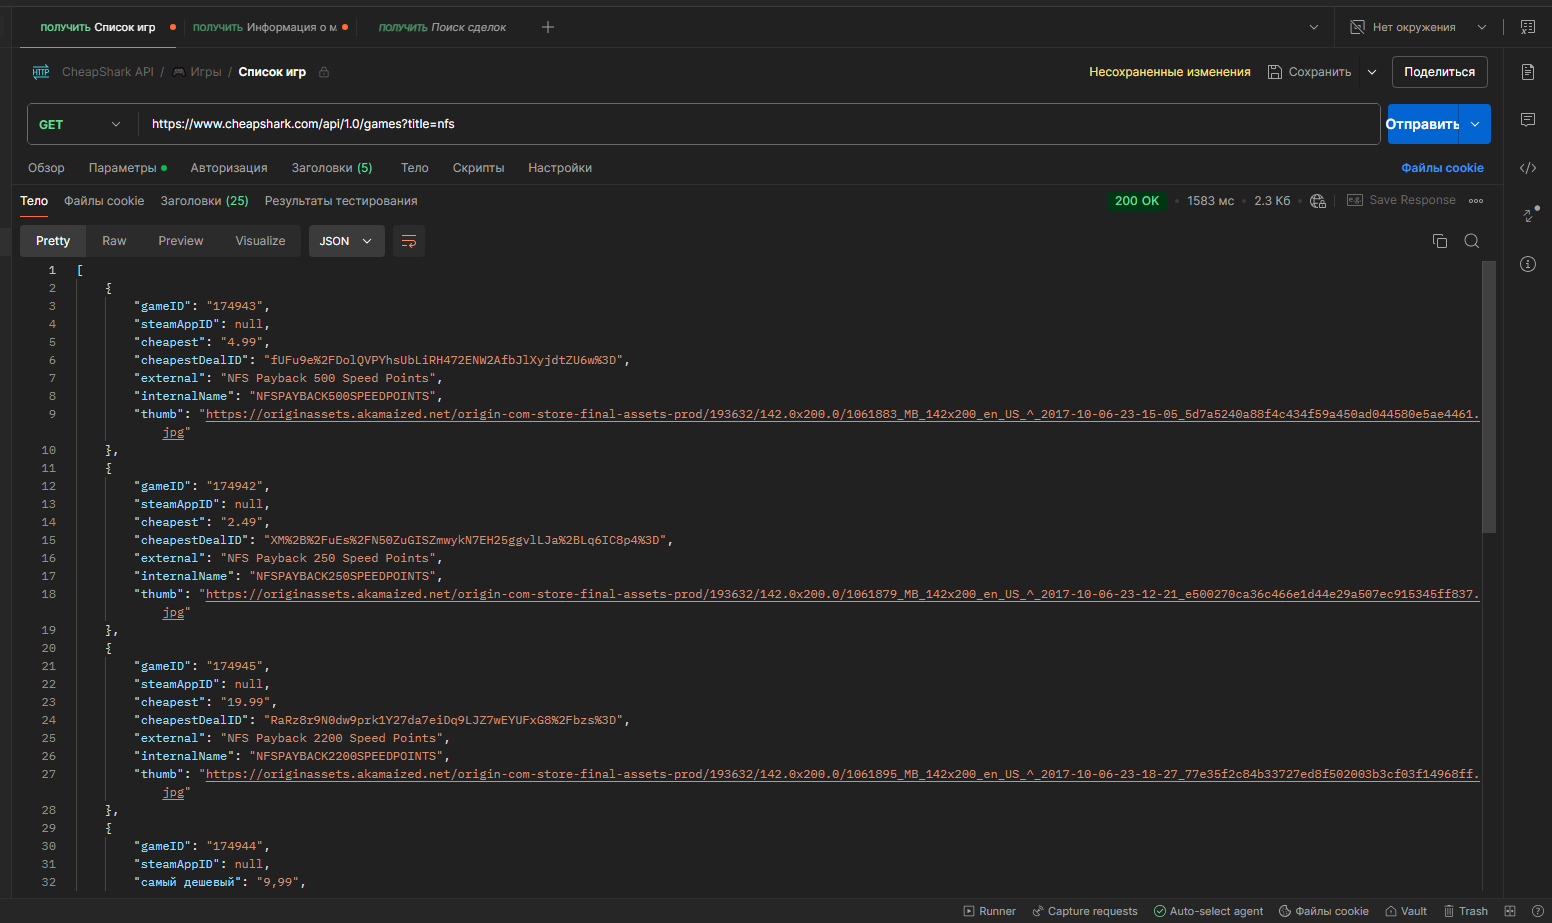 ПОЛУЧИТЬ Список игр ПОЛУЧИТЬ Информация о м ПОЛУЧИТЬ Поиск сделок Нет окружения
HTTP CheapShark API / Игры / Список игр Несохраненные изменения Сохранить Поделиться
GET https://www.cheapshark.com/api/1.0/games?title=nfs Отправить
Обзор Параметры Авторизация Заголовки (5) Тело Скрипты Настройки Файлы cookie
Тело Файлы cookie Заголовки (25) Результаты тестирования 200 OK 1583 мс 2.3 Кб Save Response
Pretty Raw Preview Visualize JSON
1 [
2 {
3 "gameID": "174943",
4 "steamAppID": null,
5 "cheapest": "4.99",
6 "cheapestDealID": "fUFu9e%2FDolQVPYhsUbLiRH472ENW2AfbJlXyjdtZU6w%3D",
7 "external": "NFS Payback 500 Speed Points",
8 "internalName": "NFSPAYBACK500SPEEDPOINTS",
9 "thumb": "https://originassets.akamaized.net/origin-com-store-final-assets-prod/193632/142.0x200.0/1061883_MB_142x200_en_US_^_2017-10-06-23-15-05_5d7a5240a88f4c434f59a450ad044580e5ae4461.
jpg"
10 },
11 {
12 "gameID": "174942",
13 "steamAppID": null,
14 "cheapest": "2.49",
15 "cheapestDealID": "XM%2B%2FuEs%2FN50ZuGISZmwykN7EH25ggvlLJa%2BLq6IC8p4%3D",
16 "external": "NFS Payback 250 Speed Points",
17 "internalName": "NFSPAYBACK250SPEEDPOINTS",
18 "thumb": "https://originassets.akamaized.net/origin-com-store-final-assets-prod/193632/142.0x200.0/1061879_MB_142x200_en_US_^_2017-10-06-23-12-21_e500270ca36c466e1d44e29a507ec915345ff837.
jpg"
19 },
20 {
21 "gameID": "174945",
22 "steamAppID": null,
23 "cheapest": "19.99",
24 "cheapestDealID": "RaRz8r9N0dw9prk1Y27da7eiDq9LJZ7wEYUFxG8%2Fbzs%3D",
25 "external": "NFS Payback 2200 Speed Points",
26 "internalName": "NFSPAYBACK2200SPEEDPOINTS",
27 "thumb": "https://originassets.akamaized.net/origin-com-store-final-assets-prod/193632/142.0x200.0/1061895_MB_142x200_en_US_^_2017-10-06-23-18-27_77e35f2c84b33727ed8f502003b3cf03f14968ff.
jpg"
28 },
29 {
30 "gameID": "174944",
31 "steamAppID": null,
32 "самый дешевый": "9,99",
Runner Capture requests Auto-select agent Файлы cookie Vault Trash